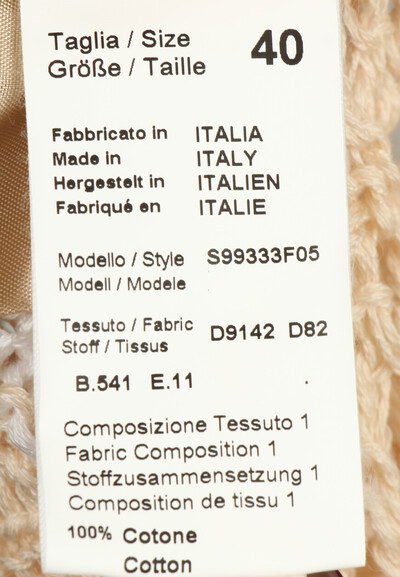 Taglia / Size 40
Größe / Taille
Fabbricato in ITALIA
Made in ITALY
Hergestelt in ITALIEN
Fabriqué en ITALIE
Modello / Style S99333F05
Modell / Modele
Tessuto / Fabric D9142 D82
Stoff / Tissus
B.541 E.11
Composizione Tessuto 1
Fabric Composition 1
Stoffzusammensetzung 1
Composition de tissu 1
100% Cotone
Cotton